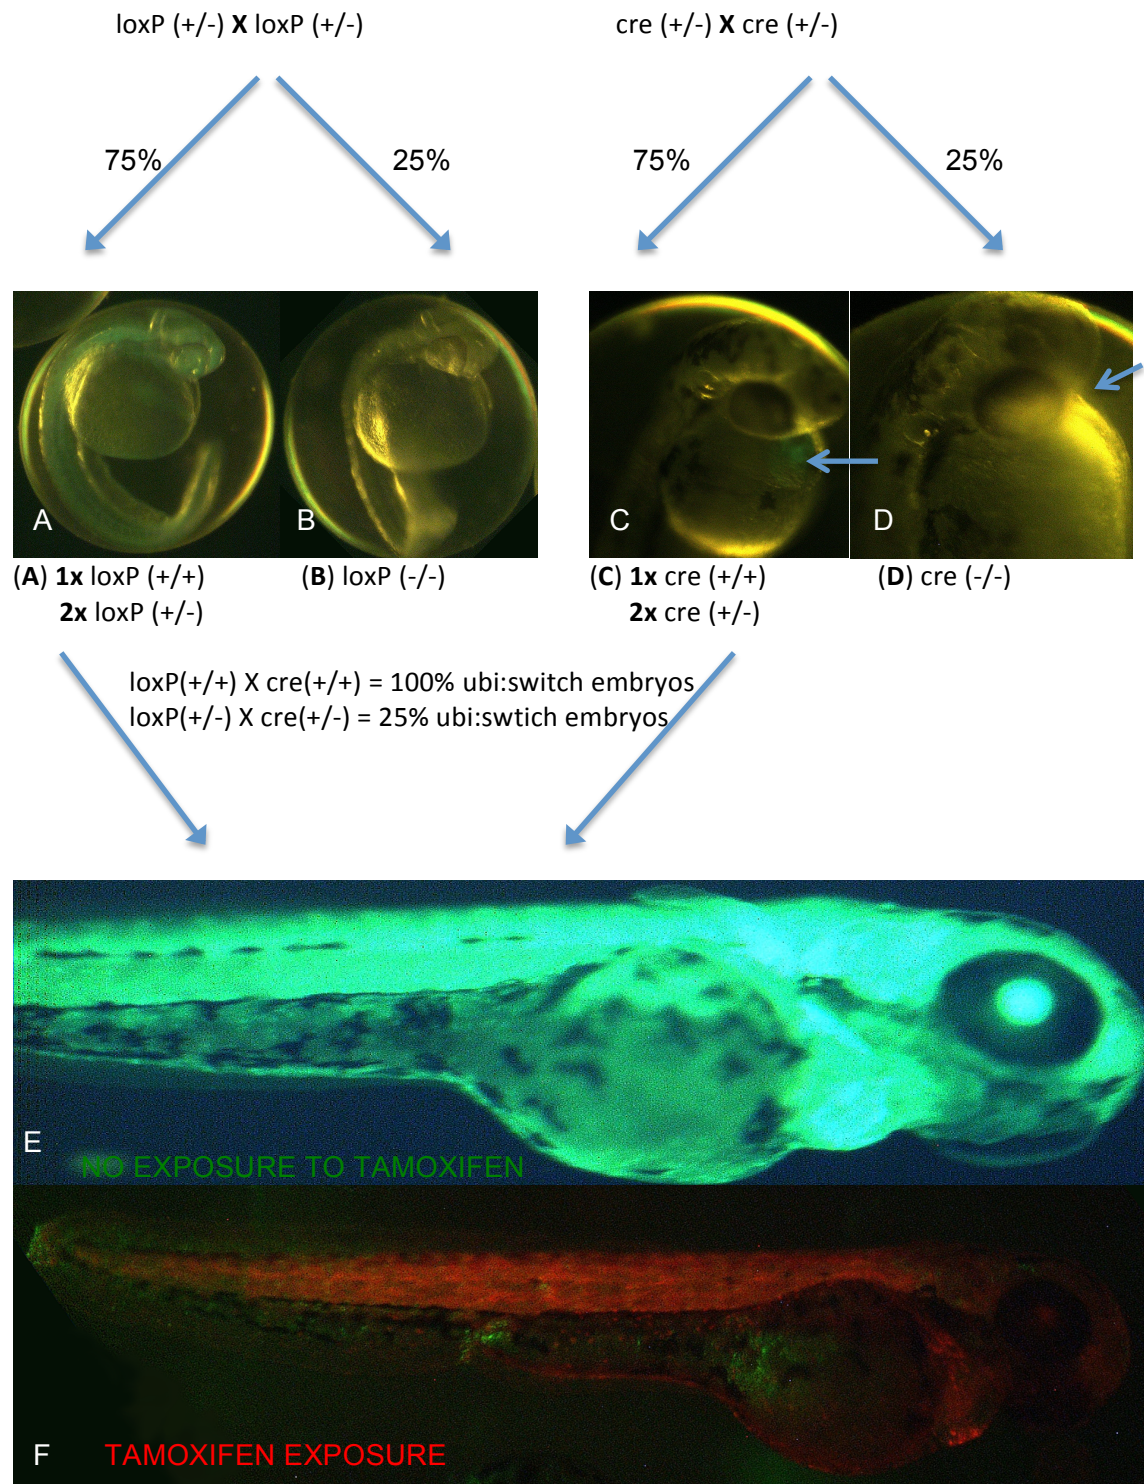 loxP (+/-) X loxP (+/-)
cre (+/-) X cre (+/-)
75%
25%
75%
25%
A
B
C
D
(A) 1x loxP (+/+)
2x loxP (+/-)
(B) loxP (-/-)
(C) 1x cre (+/+)
2x cre (+/-)
(D) cre (-/-)
loxP(+/+) X cre(+/+) = 100% ubi:switch embryos
loxP(+/-) X cre(+/-) = 25% ubi:swtich embryos
E
NO EXPOSURE TO TAMOXIFEN
F
TAMOXIFEN EXPOSURE